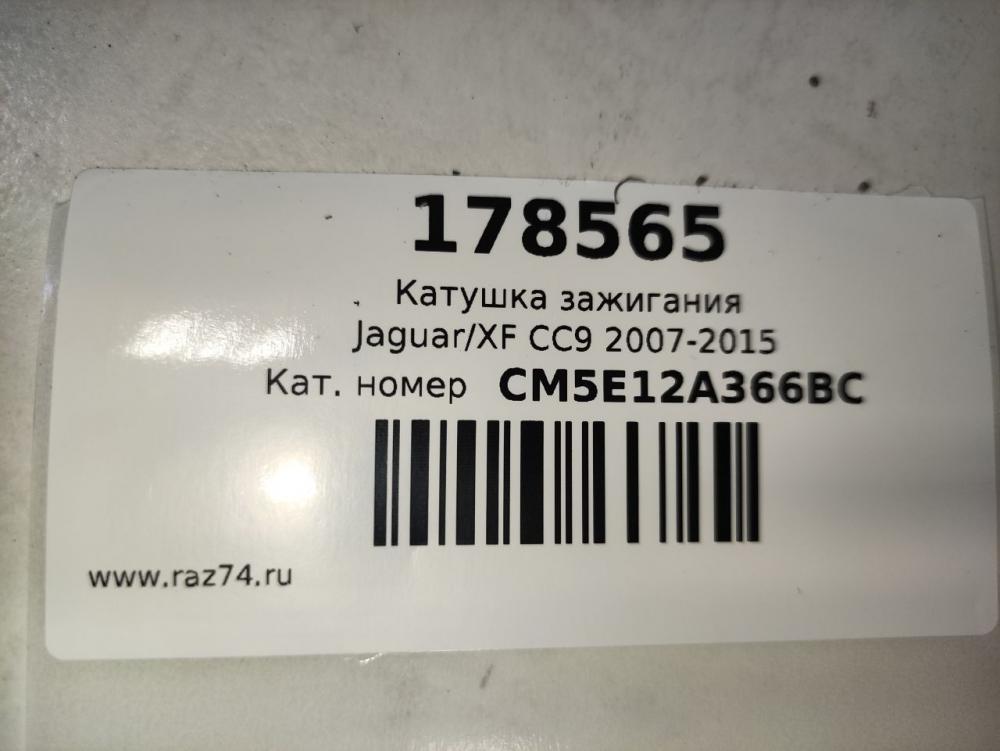 178565
Катушка зажигания
Jaguar/XF CC9 2007-2015
Кат. номер CM5E12A366BC
www.raz74.ru